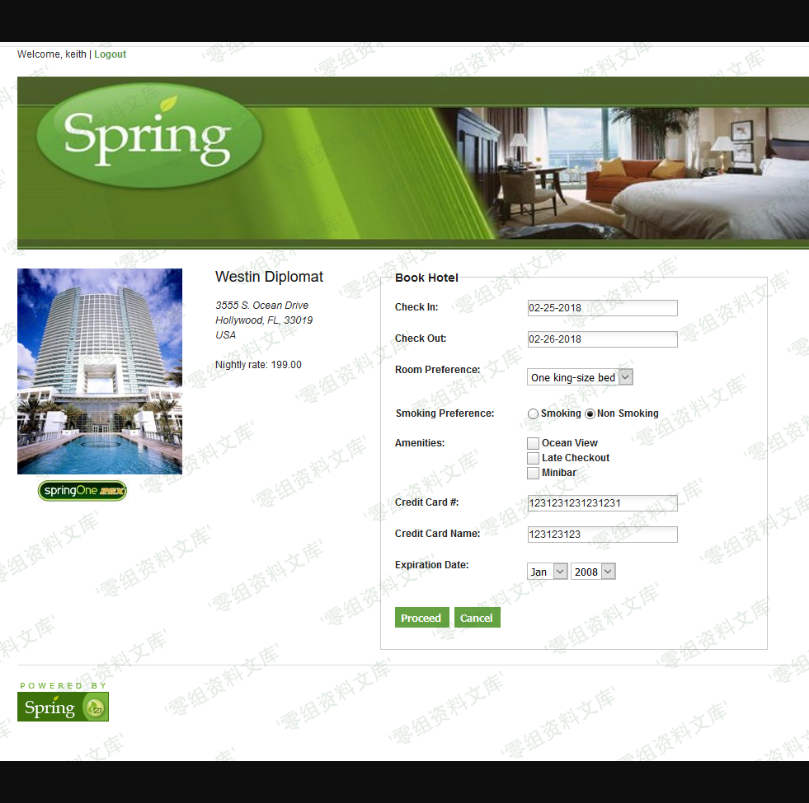 Welcome, keith | Logout
Spring
Westin Diplomat
3555 S. Ocean Drive
Hollywood, FL, 33019
USA
Nightly rate: 199.00
springOne 2GX
Book Hotel
Check In:
02-25-2018
Check Out:
02-26-2018
Room Preference:
One king-size bed
Smoking Preference:
Smoking
Non Smoking
Amenities:
Ocean View
Late Checkout
Minibar
Credit Card #:
1231231231231231
Credit Card Name:
123123123
Expiration Date:
Jan
2008
Proceed
Cancel
POWERED BY
Spring
零组资料文库